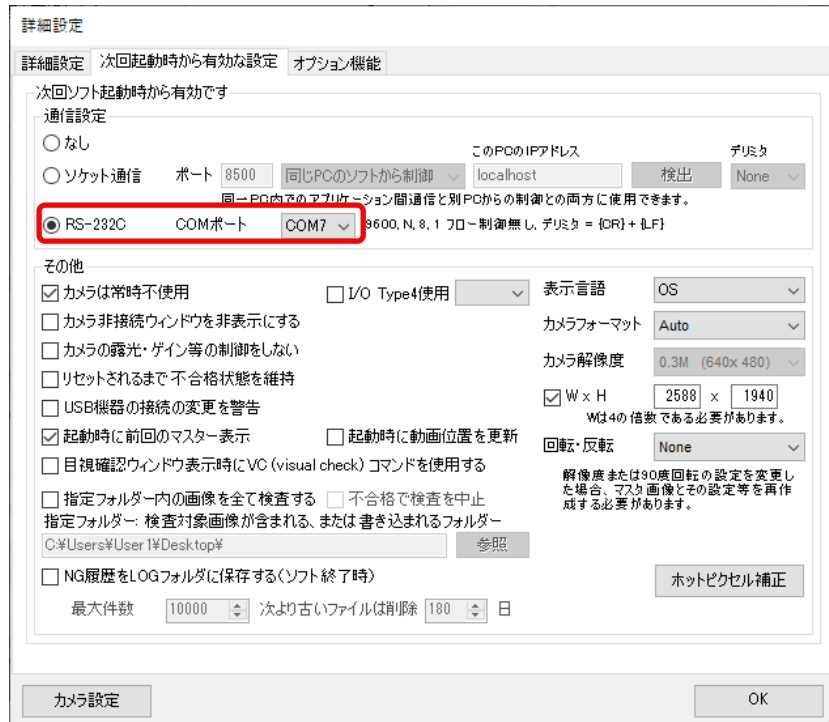 詳細設定
詳細設定 次回起動時から有効な設定 オプション機能
次回ソフト起動時から有効です
通信設定
なし
このPCのIPアドレス デリミタ
ソケット通信 ポート 8500 同じPCのソフトから制御 localhost 検出 None
同一PC内でのアプリケーション間通信と別PCからの制御との両方に使用できます。
RS-232C COMポート COM7 9600, N, 8, 1 フロー制御無し, デリミタ = {CR} + {LF}
その他
カメラは常時不使用 I/O Type4使用 表示言語 OS
カメラ非接続ウィンドウを非表示にする カメラフォーマット Auto
カメラの露光・ゲイン等の制御をしない カメラ解像度 0.3M (640x 480)
リセットされるまで不合格状態を維持
USB機器の接続の変更を警告 W x H 2588 x 1940
Wは4の倍数である必要があります。
起動時に前回のマスター表示 起動時に動画位置を更新 回転・反転 None
目視確認ウィンドウ表示時にVC (visual check) コマンドを使用する
解像度または90度回転の設定を変更し
た場合、マスタ画像とその設定等を再作
成する必要があります。
指定フォルダー内の画像を全て検査する 不合格で検査を中止
指定フォルダー: 検査対象画像が含まれる、または書き込まれるフォルダー
C:¥Users¥User1¥Desktop¥ 参照
NG履歴をLOGフォルダに保存する(ソフト終了時) ホットピクセル補正
最大件数 10000 次より古いファイルは削除 180 日
カメラ設定 OK